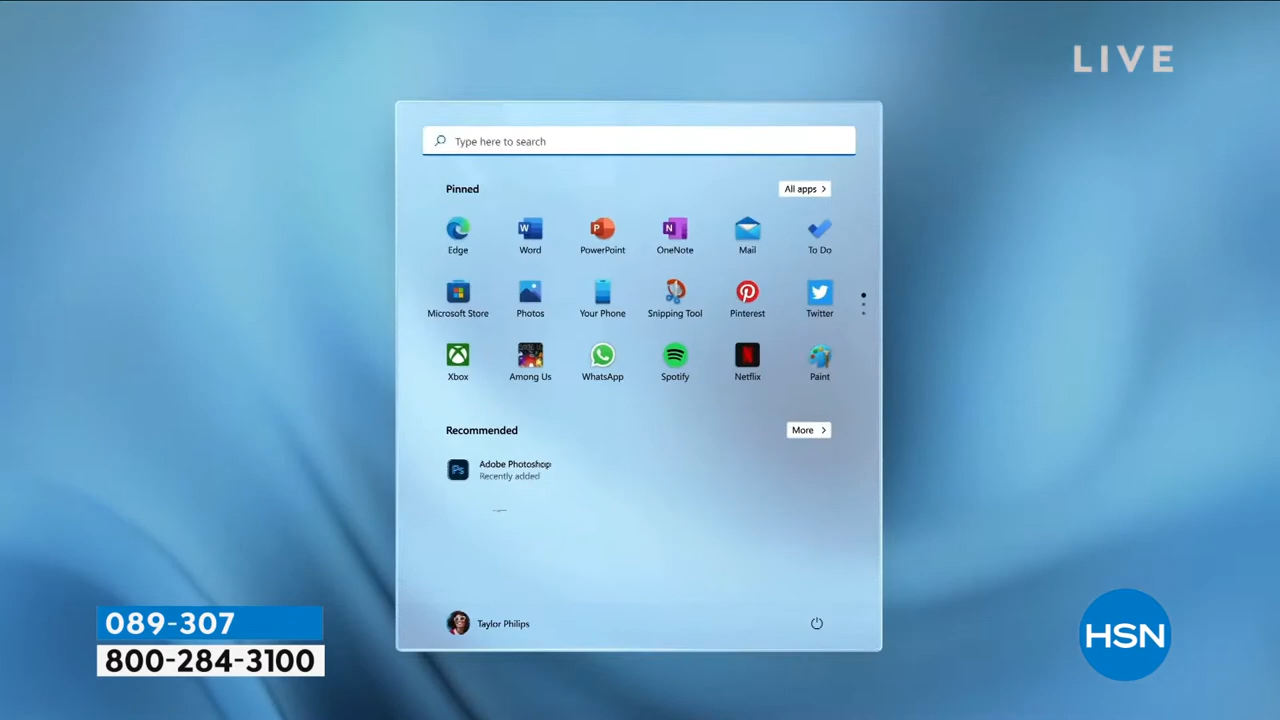 LIVE
Type here to search
Pinned
All apps >
Edge
Word
PowerPoint
OneNote
Mail
To Do
Microsoft Store
Photos
Your Phone
Snipping Tool
Pinterest
Twitter
Xbox
Among Us
WhatsApp
Spotify
Netflix
Paint
Recommended
More >
Ps
Adobe Photoshop
Recently added
Taylor Philips
089-307
800-284-3100
HSN